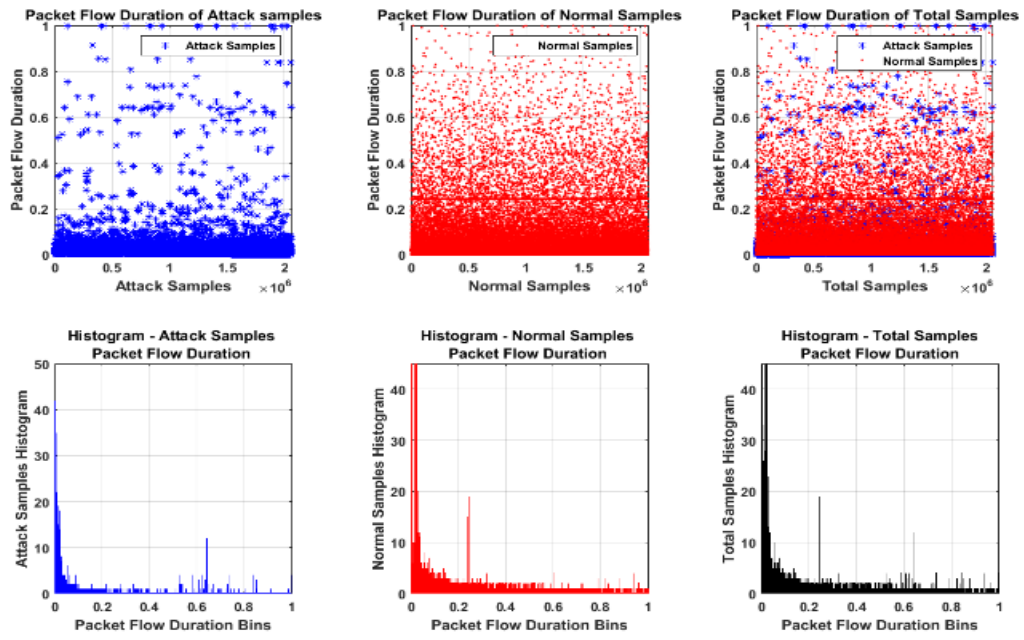 Packet Flow Duration of Attack samples
Packet Flow Duration
1
0.8
0.6
0.4
0.2
0
Attack Samples
0 0.5 1 1.5 2
Attack Samples
×10^6
Packet Flow Duration of Normal Samples
Packet Flow Duration
1
0.8
0.6
0.4
0.2
0
Normal Samples
0 0.5 1 1.5 2
Normal Samples
×10^6
Packet Flow Duration of Total Samples
Packet Flow Duration
1
0.8
0.6
0.4
0.2
0
Attack Samples
Normal Samples
0 0.5 1 1.5 2
Total Samples
×10^6
Histogram - Attack Samples
Packet Flow Duration
Attack Samples Histogram
50
40
30
20
10
0
0 0.2 0.4 0.6 0.8 1
Packet Flow Duration Bins
Histogram - Normal Samples
Packet Flow Duration
Normal Samples Histogram
40
30
20
10
0
0 0.2 0.4 0.6 0.8 1
Packet Flow Duration Bins
Histogram - Total Samples
Packet Flow Duration
Total Samples Histogram
40
30
20
10
0
0 0.2 0.4 0.6 0.8 1
Packet Flow Duration Bins